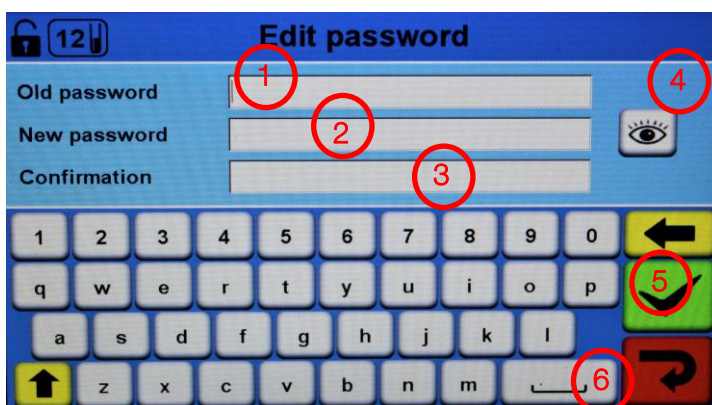 12 Edit password
1
4
Old password
New password 2
Confirmation 3
1 2 3 4 5 6 7 8 9 0
q w e r t y u i o p
5
a s d f g h j k l
z x c v b n m 6